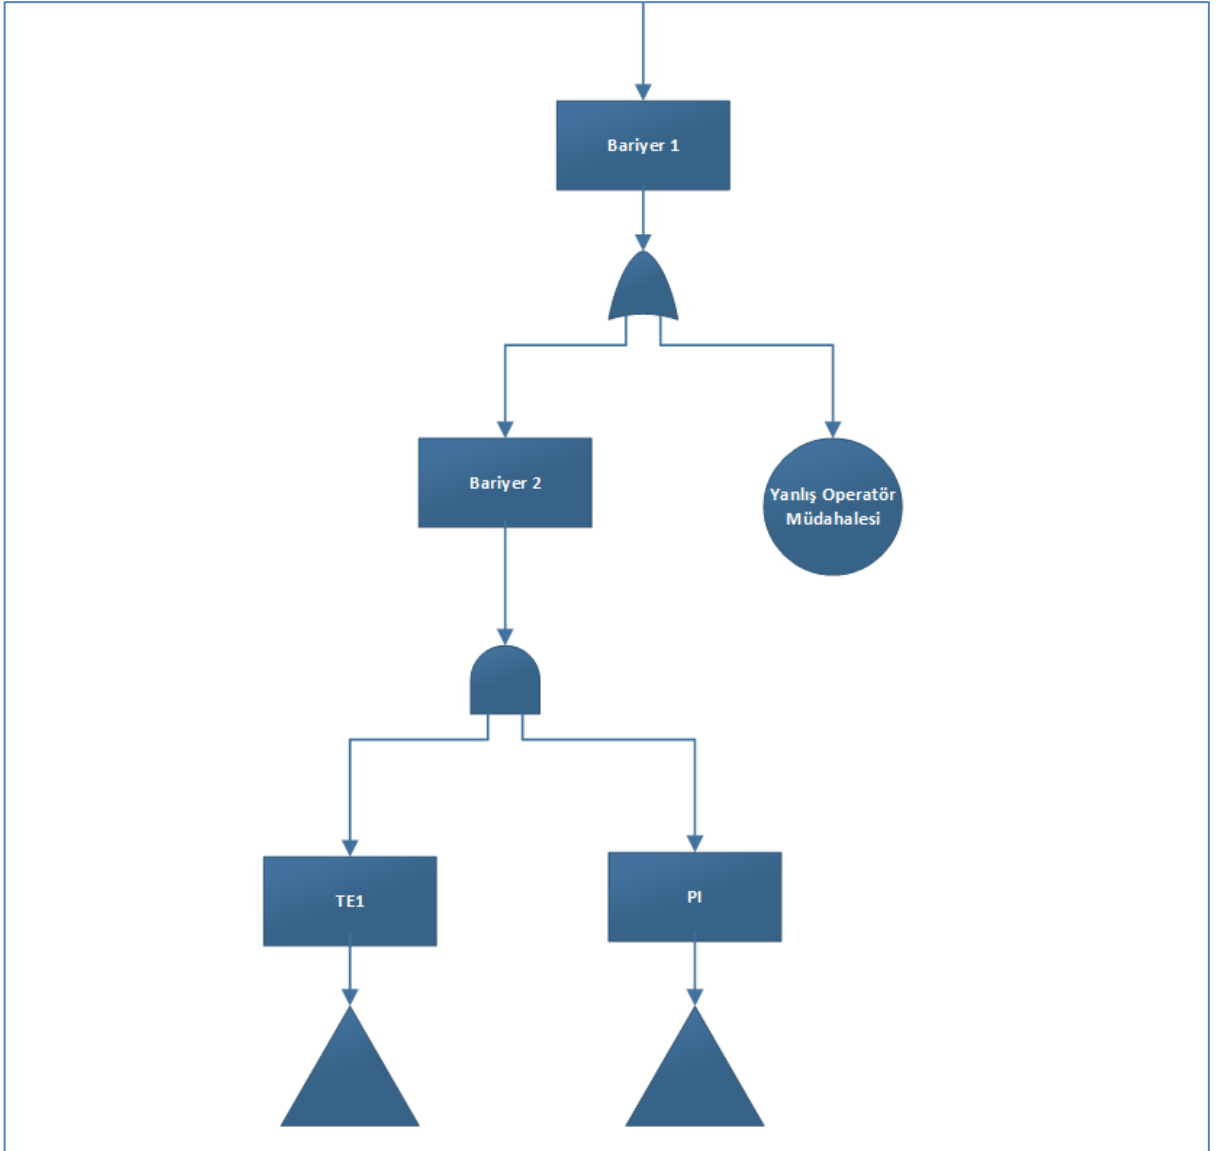 Bariyer 1
Bariyer 2
Yanlış Operatör
Müdahalesi
TE1
PI